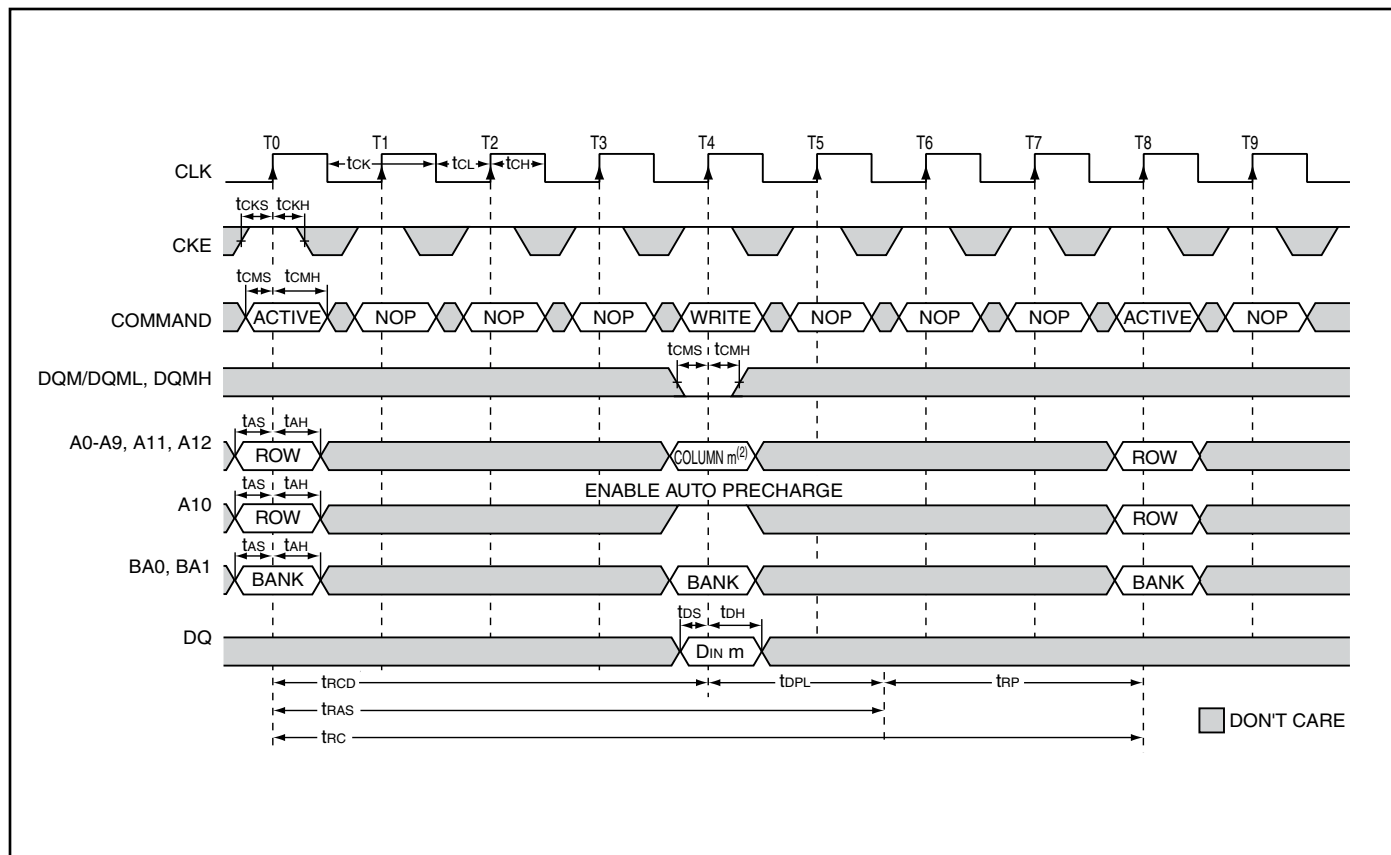 T0 T1 T2 T3 T4 T5 T6 T7 T8 T9
CLK tCK tCL tCH
tCKS tCKH
CKE
tCMS tCMH
COMMAND ACTIVE NOP NOP NOP WRITE NOP NOP NOP ACTIVE NOP
tCMS tCMH
DQM/DQML, DQMH
tAS tAH
A0-A9, A11, A12 ROW COLUMN m(2) ROW
tAS tAH ENABLE AUTO PRECHARGE
A10 ROW ROW
tAS tAH
BA0, BA1 BANK BANK BANK
tDS tDH
DQ DIN m
tRCD tDPL tRP
tRAS
DON'T CARE
tRC